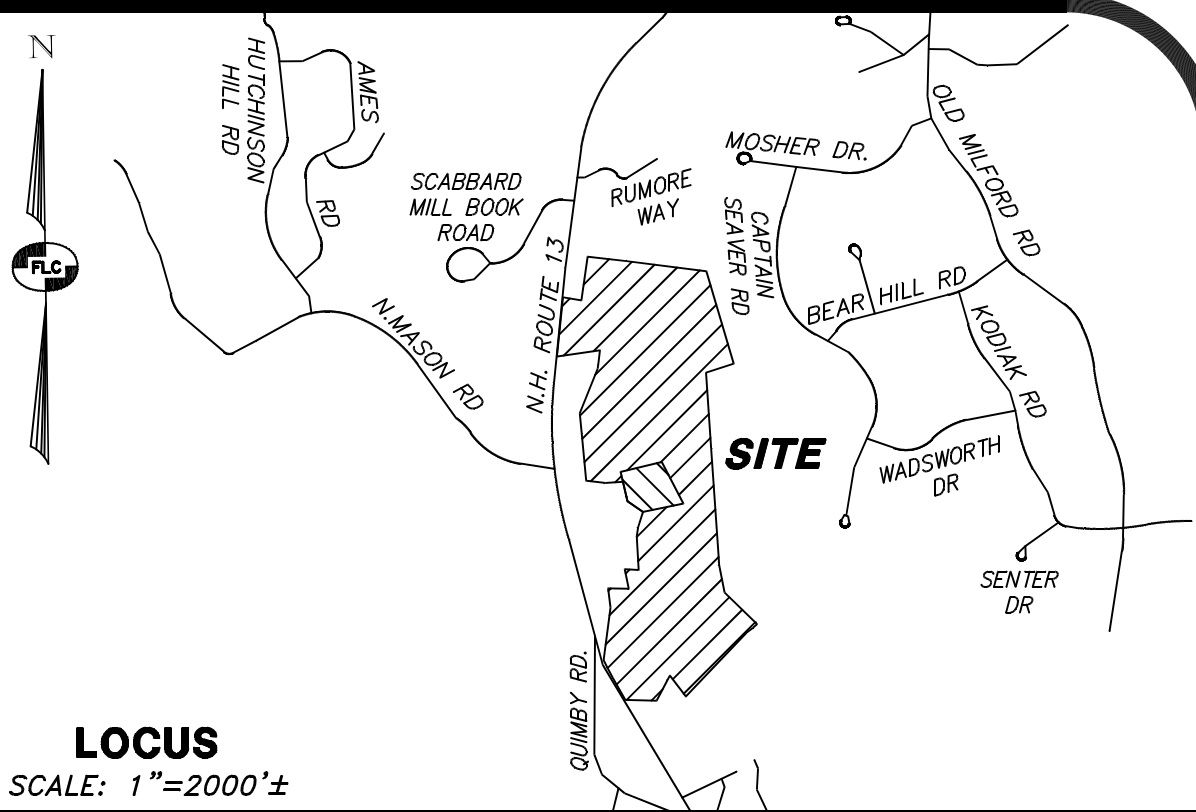 N
HUTCHINSON
HILL RD
AMES
RD
FLC
SCABBARD
MILL BOOK
ROAD
RUMORE
WAY
MOSHER DR.
OLD MILFORD RD
CAPTAIN
SEAVER RD
BEAR HILL RD
KODIAK RD
N.MASON RD
N.H. ROUTE 13
SITE
WADSWORTH
DR
SENTER
DR
QUIMBY RD.
LOCUS
SCALE: 1"=2000'±